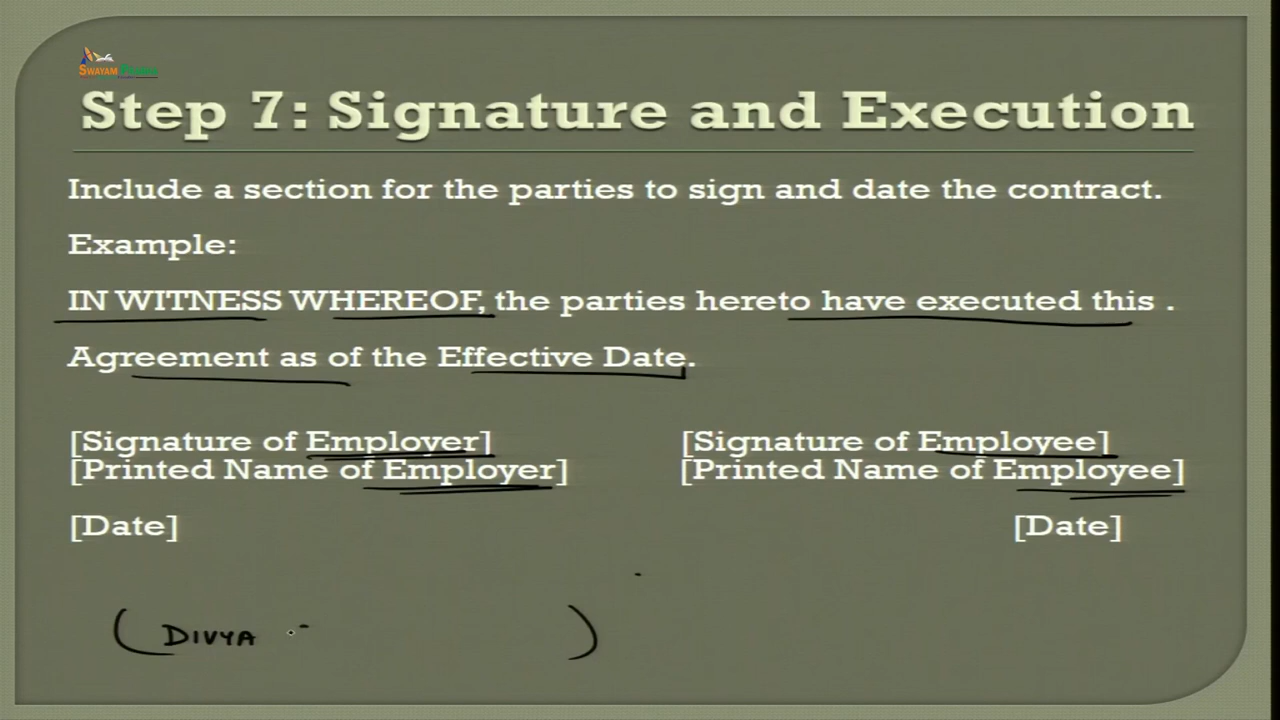 Step 7: Signature and Execution
Include a section for the parties to sign and date the contract.
Example:
IN WITNESS WHEREOF, the parties hereto have executed this .
Agreement as of the Effective Date.
[Signature of Employer] [Signature of Employee]
[Printed Name of Employer] [Printed Name of Employee]
[Date] [Date]
( DIVYA )